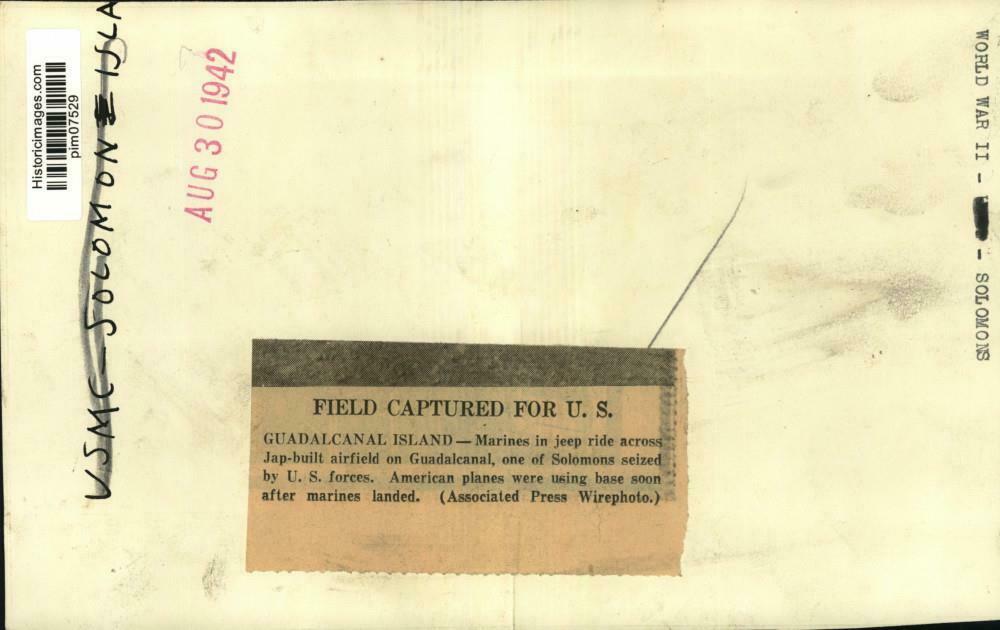 Historicimages.com
pim07529
USMC - SOLOMON ISLA
AUG 30 1942
WORLD WAR II - - SOLOMONS
FIELD CAPTURED FOR U. S.
GUADALCANAL ISLAND — Marines in jeep ride across
Jap-built airfield on Guadalcanal, one of Solomons seized
by U. S. forces. American planes were using base soon
after marines landed. (Associated Press Wirephoto.)